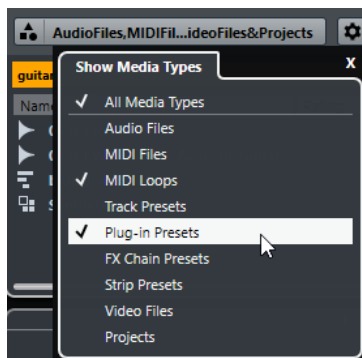 AudioFiles,MIDIFil...ideoFiles&Projects
Show Media Types
X
guitar
Name
All Media Types
Audio Files
MIDI Files
MIDI Loops
Track Presets
Plug-in Presets
FX Chain Presets
Strip Presets
Video Files
Projects